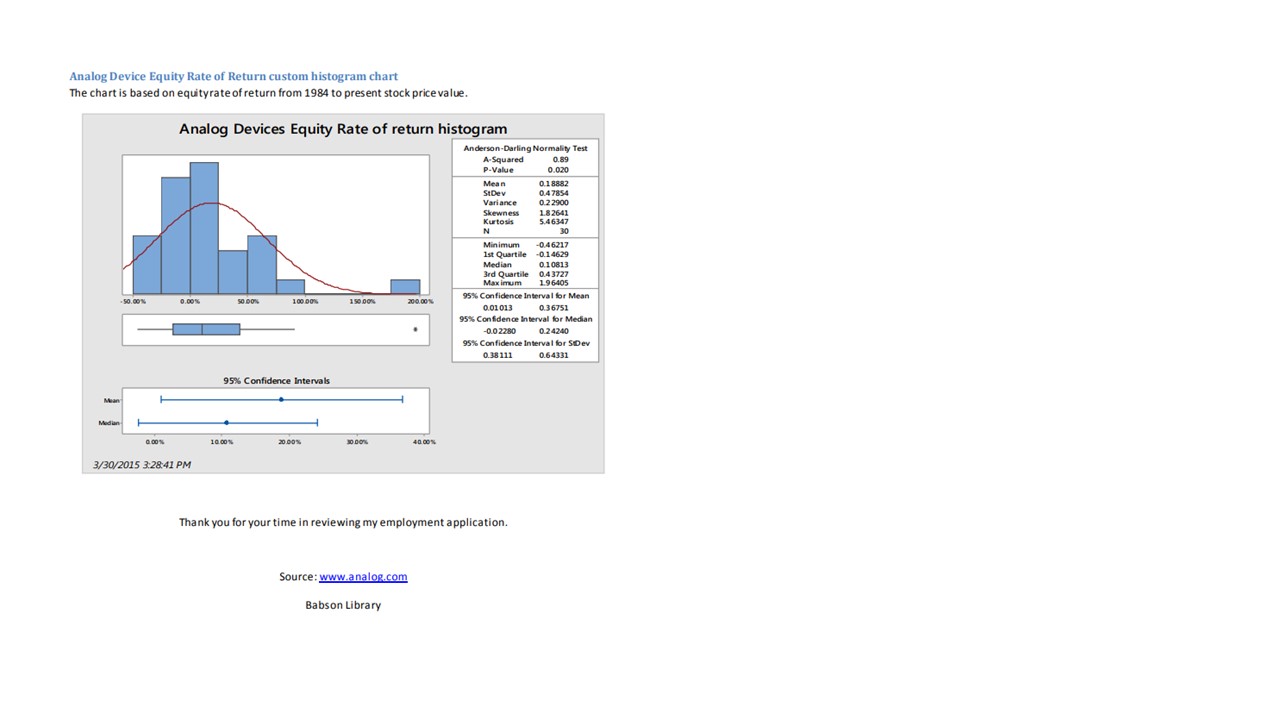 Analog Device Equity Rate of Return custom histogram chart
The chart is based on equity rate of return from 1984 to present stock price value.
Analog Devices Equity Rate of return histogram
Anderson-Darling Normality Test
A-Squared 0.89
P-Value 0.020
Mean 0.18882
StDev 0.47854
Variance 0.22900
Skewness 1.82641
Kurtosis 5.46347
N 30
Minimum -0.46217
1st Quartile -0.14629
Median 0.10813
3rd Quartile 0.43727
Maximum 1.96405
95% Confidence Interval for Mean
0.01013 0.36751
95% Confidence Interval for Median
-0.02280 0.24240
95% Confidence Interval for StDev
0.38111 0.64331
-50.00% 0.00% 50.00% 100.00% 150.00% 200.00%
95% Confidence Intervals
Mean
Median
0.00% 10.00% 20.00% 30.00% 40.00%
3/30/2015 3:28:41 PM
Thank you for your time in reviewing my employment application.
Source: www.analog.com
Babson Library